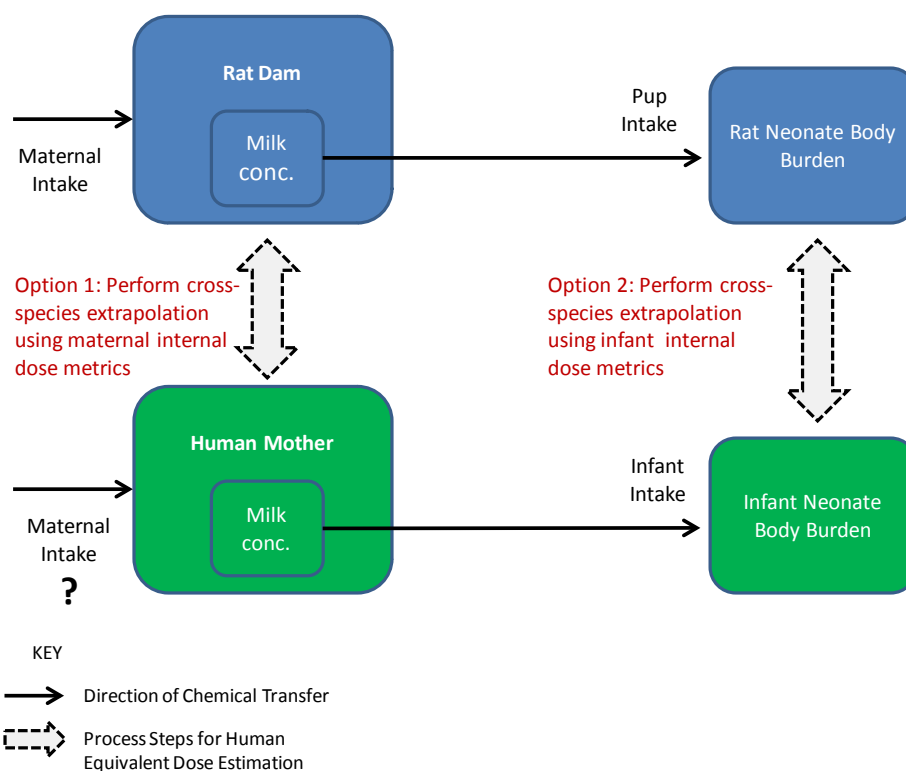 Rat Dam
Maternal
Intake
Milk
conc.
Pup
Intake
Rat Neonate Body
Burden
Option 1: Perform cross-
species extrapolation
using maternal internal
dose metrics
Option 2: Perform cross-
species extrapolation
using infant internal
dose metrics
Human Mother
Maternal
Intake
?
Milk
conc.
Infant
Intake
Infant Neonate
Body Burden
KEY
Direction of Chemical Transfer
Process Steps for Human
Equivalent Dose Estimation